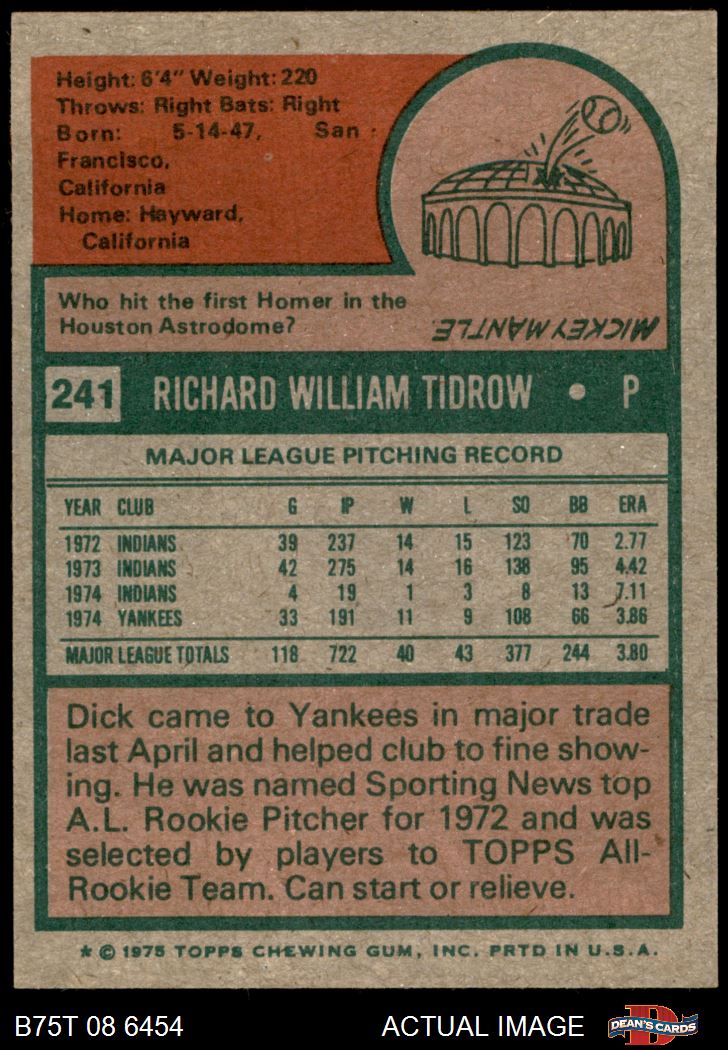 Height: 6'4" Weight: 220
Throws: Right Bats: Right
Born: 5-14-47, San
Francisco,
California
Home: Hayward,
California
Who hit the first Homer in the
Houston Astrodome?
MICKEY MANTLE.
241 RICHARD WILLIAM TIDROW • P
MAJOR LEAGUE PITCHING RECORD
YEAR CLUB G IP W L SO BB ERA
1972 INDIANS 39 237 14 15 123 70 2.77
1973 INDIANS 42 275 14 16 138 95 4.42
1974 INDIANS 4 19 1 3 8 13 7.11
1974 YANKEES 33 191 11 9 108 66 3.86
MAJOR LEAGUE TOTALS 118 722 40 43 377 244 3.80
Dick came to Yankees in major trade
last April and helped club to fine show-
ing. He was named Sporting News top
A.L. Rookie Pitcher for 1972 and was
selected by players to TOPPS All-
Rookie Team. Can start or relieve.
* © 1975 TOPPS CHEWING GUM, INC. PRTD IN U.S.A.
B75T 08 6454 ACTUAL IMAGE DEAN'S CARDS